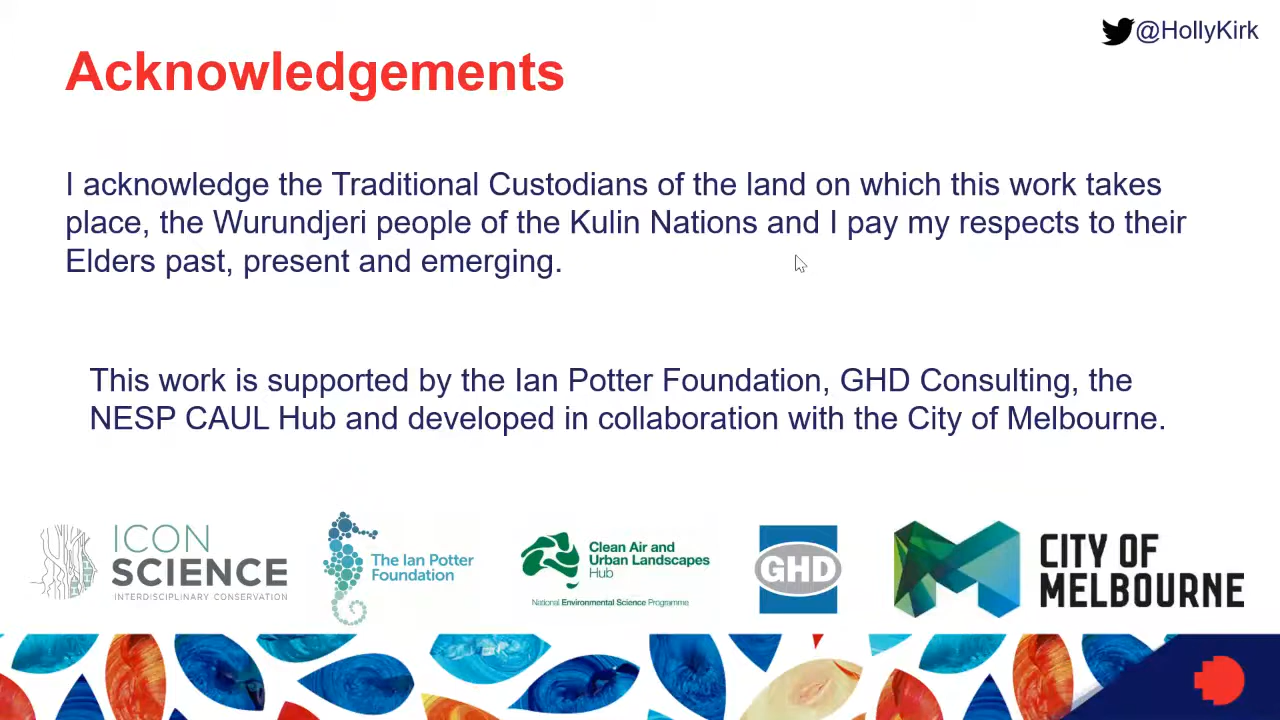 @HollyKirk
Acknowledgements
I acknowledge the Traditional Custodians of the land on which this work takes
place, the Wurundjeri people of the Kulin Nations and I pay my respects to their
Elders past, present and emerging.
This work is supported by the Ian Potter Foundation, GHD Consulting, the
NESP CAUL Hub and developed in collaboration with the City of Melbourne.
ICON
SCIENCE
INTERDISCIPLINARY CONSERVATION
The Ian Potter
Foundation
Clean Air and
Urban Landscapes
Hub
National Environmental Science Programme
GHD
CITY OF
MELBOURNE